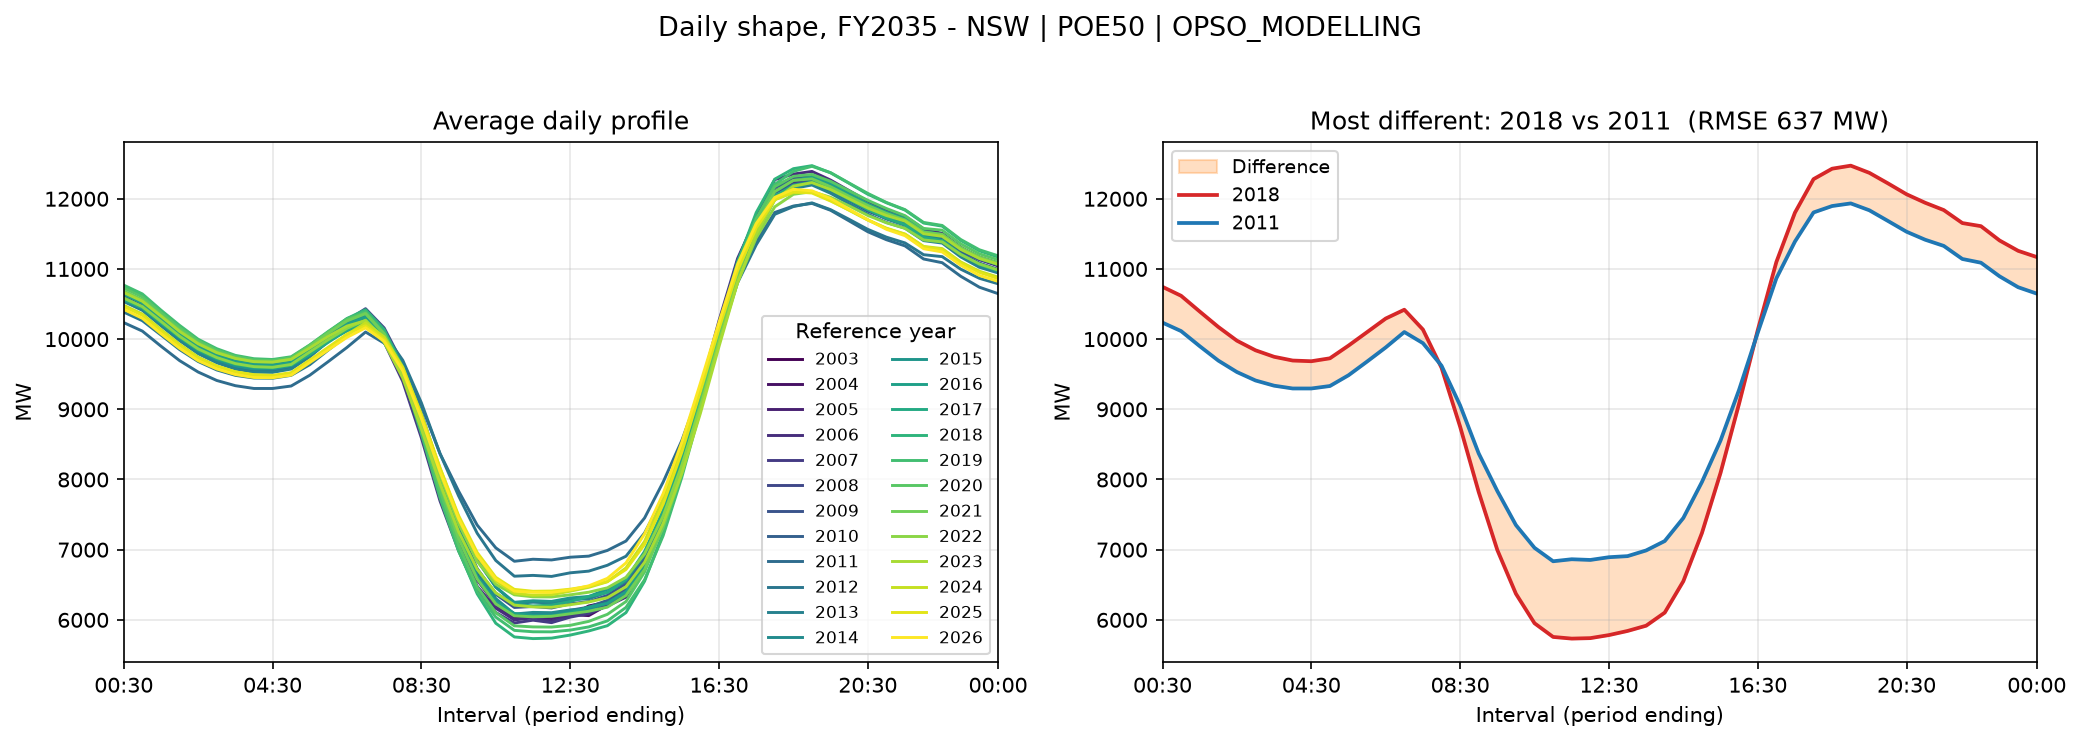 Daily shape, FY2035 - NSW | POE50 | OPSO_MODELLING
Average daily profile
MW
12000
11000
10000
9000
8000
7000
6000
Reference year
2003 2015
2004 2016
2005 2017
2006 2018
2007 2019
2008 2020
2009 2021
2010 2022
2011 2023
2012 2024
2013 2025
2014 2026
00:30 04:30 08:30 12:30 16:30 20:30 00:00
Interval (period ending)
Most different: 2018 vs 2011 (RMSE 637 MW)
Difference
2018
2011
MW
12000
11000
10000
9000
8000
7000
6000
00:30 04:30 08:30 12:30 16:30 20:30 00:00
Interval (period ending)